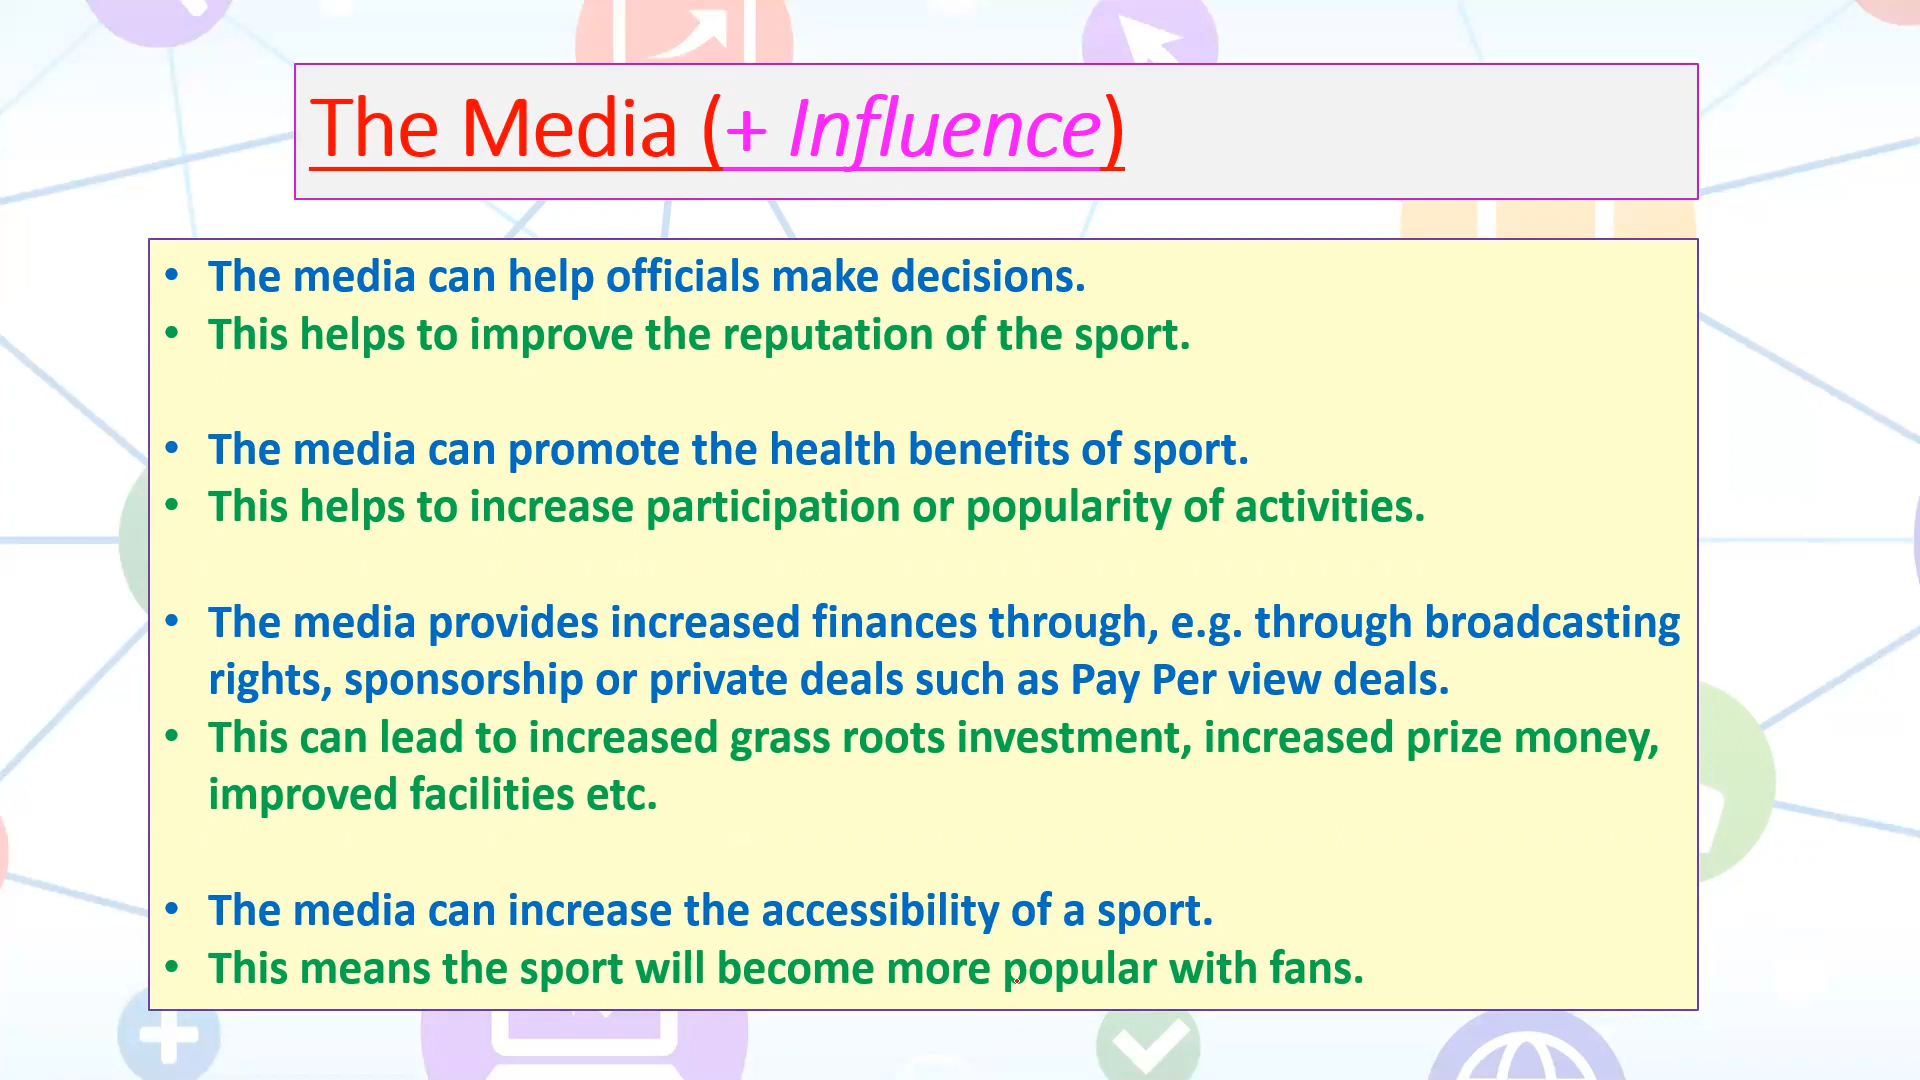 The Media (+ Influence)
• The media can help officials make decisions.
• This helps to improve the reputation of the sport.
• The media can promote the health benefits of sport.
• This helps to increase participation or popularity of activities.
• The media provides increased finances through, e.g. through broadcasting
rights, sponsorship or private deals such as Pay Per view deals.
• This can lead to increased grass roots investment, increased prize money,
improved facilities etc.
• The media can increase the accessibility of a sport.
• This means the sport will become more popular with fans.